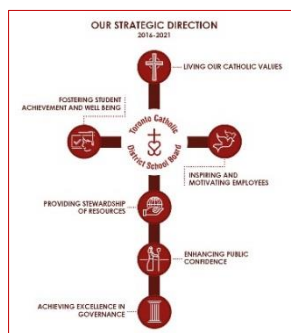 OUR STRATEGIC DIRECTION
2016-2021
LIVING OUR CATHOLIC VALUES
FOSTERING STUDENT
ACHIEVEMENT AND WELL BEING
Toronto Catholic
District School Board
INSPIRING AND
MOTIVATING EMPLOYEES
PROVIDING STEWARDSHIP
OF RESOURCES
ENHANCING PUBLIC
CONFIDENCE
ACHIEVING EXCELLENCE IN
GOVERNANCE